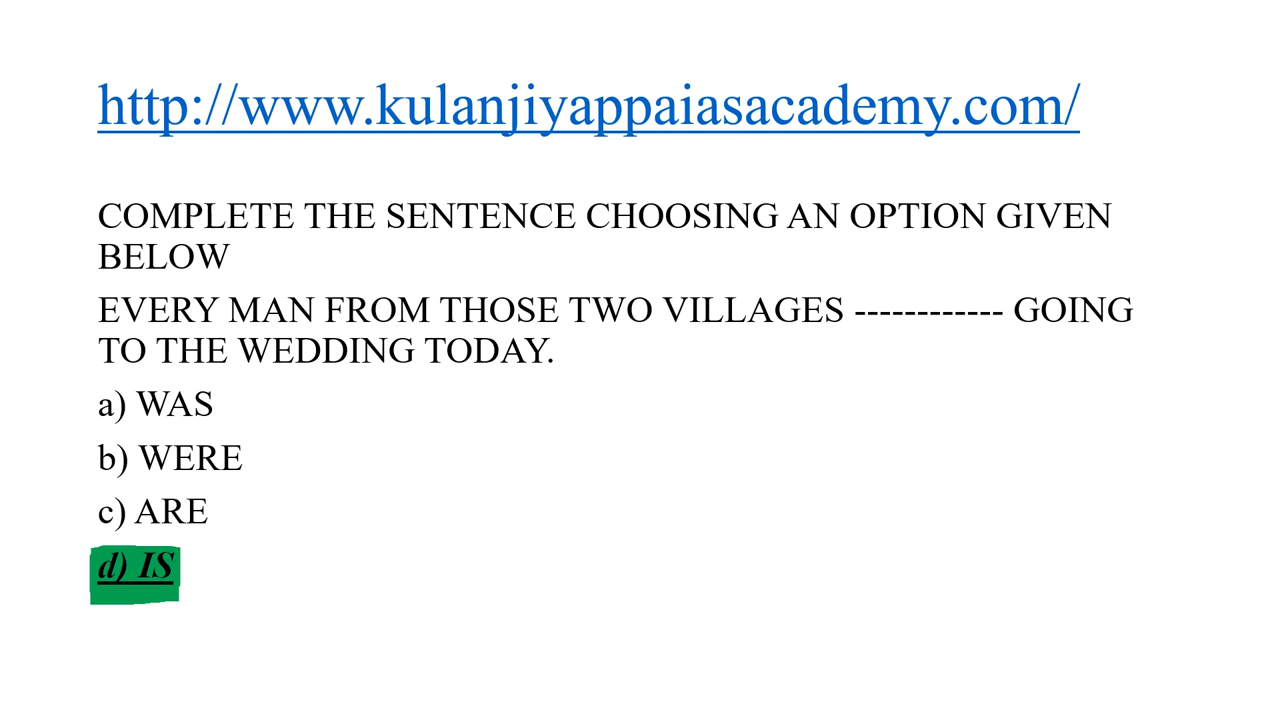 http://www.kulanjiyappaiasacademy.com/
COMPLETE THE SENTENCE CHOOSING AN OPTION GIVEN
BELOW
EVERY MAN FROM THOSE TWO VILLAGES ------------ GOING
TO THE WEDDING TODAY.
a) WAS
b) WERE
c) ARE
d) IS